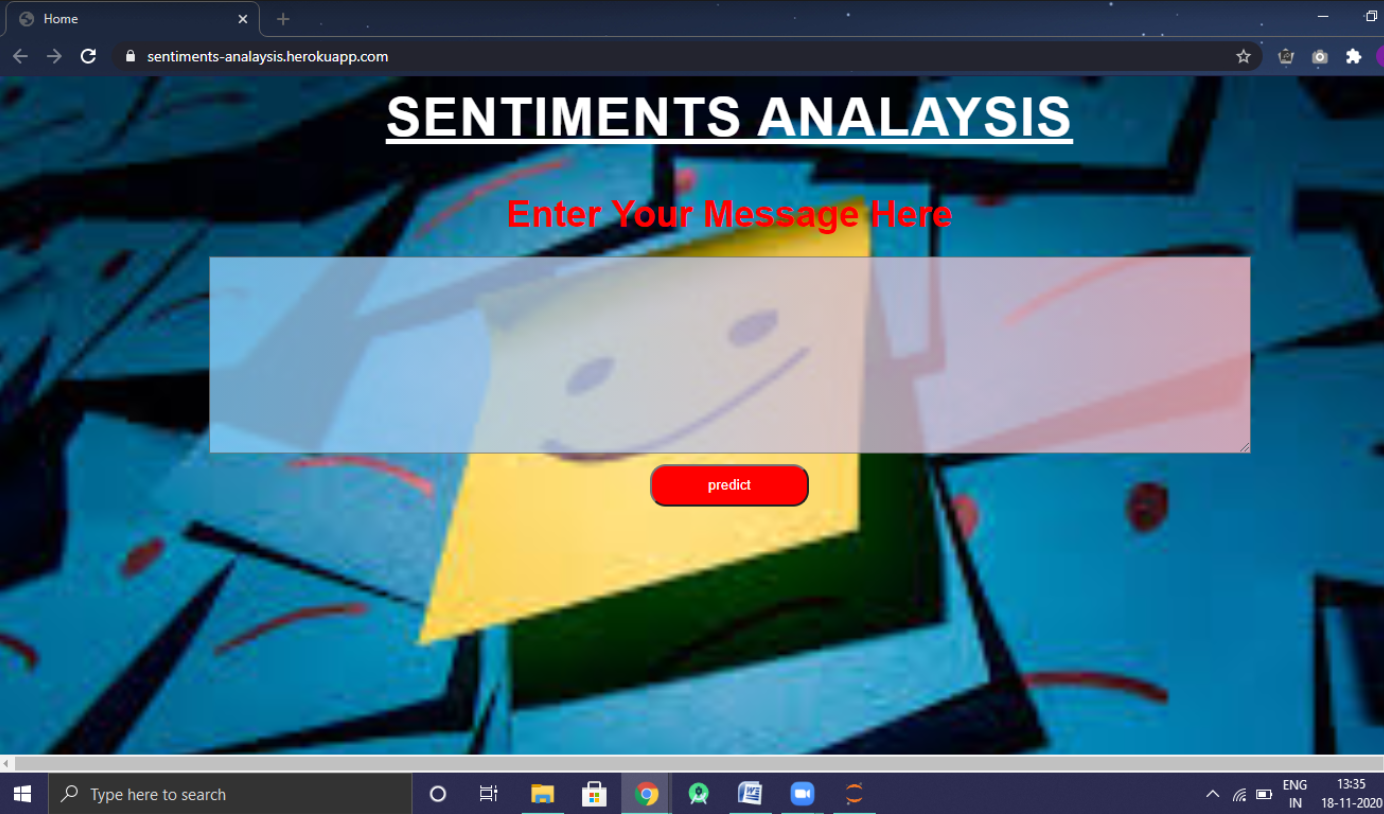 Home
sentiments-analaysis.herokuapp.com
SENTIMENTS ANALAYSIS
Enter Your Message Here
predict
Type here to search
ENG
IN
13:35
18-11-2020